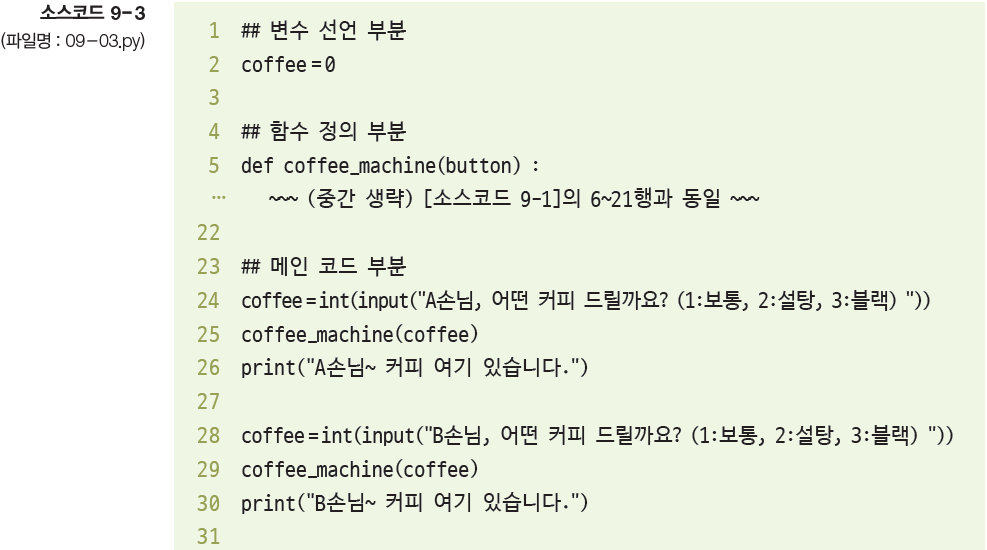 소스코드 9-3
(파일명 : 09-03.py)
1 ## 변수 선언 부분
2 coffee=0
3
4 ## 함수 정의 부분
5 def coffee_machine(button) :
… ~~~ (중간 생략) [소스코드 9-1]의 6~21행과 동일 ~~~
22
23 ## 메인 코드 부분
24 coffee=int(input("A손님, 어떤 커피 드릴까요? (1:보통, 2:설탕, 3:블랙) "))
25 coffee_machine(coffee)
26 print("A손님~ 커피 여기 있습니다.")
27
28 coffee=int(input("B손님, 어떤 커피 드릴까요? (1:보통, 2:설탕, 3:블랙) "))
29 coffee_machine(coffee)
30 print("B손님~ 커피 여기 있습니다.")
31